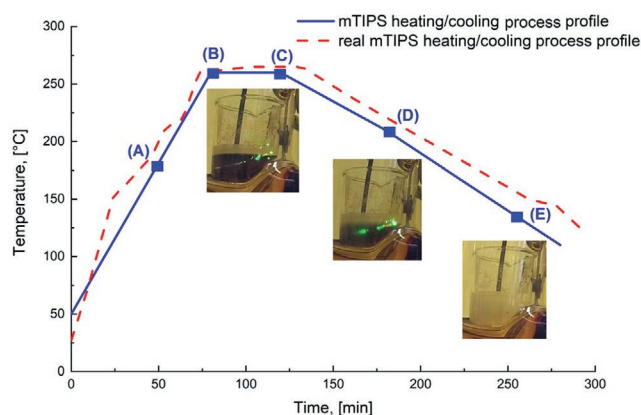 mTIPS heating/cooling process profile
real mTIPS heating/cooling process profile
300
250
200
150
100
50
0
Temperature, [°C]
(A)
(B)
(C)
(D)
(E)
0
50
100
150
200
250
300
Time, [min]